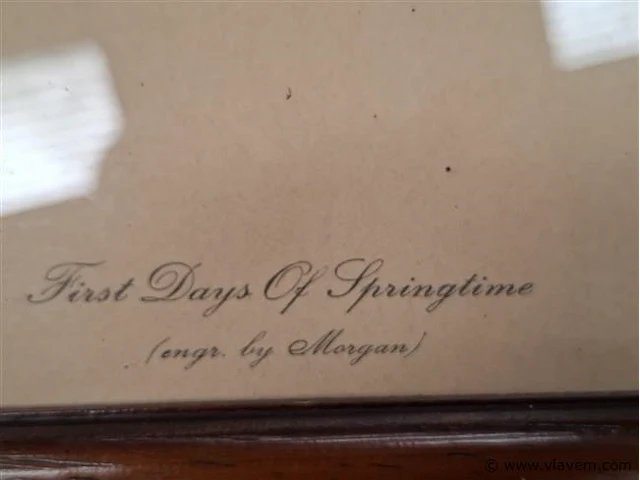 First Days Of Springtime
(engr. by Morgan)
© www.vlavem.com